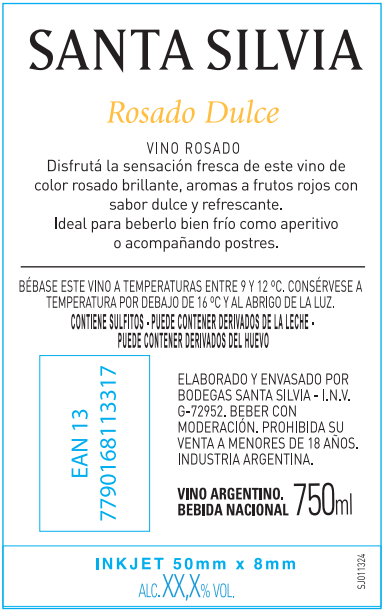 SANTA SILVIA
Rosado Dulce
VINO ROSADO
Disfrutá la sensación fresca de este vino de
color rosado brillante, aromas a frutos rojos con
sabor dulce y refrescante.
Ideal para beberlo bien frío como aperitivo
o acompañando postres.
BÉBASE ESTE VINO A TEMPERATURAS ENTRE 9 Y 12 ºC. CONSÉRVESE A
TEMPERATURA POR DEBAJO DE 16 ºC Y AL ABRIGO DE LA LUZ.
CONTIENE SULFITOS - PUEDE CONTENER DERIVADOS DE LA LECHE -
PUEDE CONTENER DERIVADOS DEL HUEVO
EAN 13
7790168113317
ELABORADO Y ENVASADO POR
BODEGAS SANTA SILVIA - I.N.V.
G-72952. BEBER CON
MODERACIÓN. PROHIBIDA SU
VENTA A MENORES DE 18 AÑOS.
INDUSTRIA ARGENTINA.
VINO ARGENTINO.
BEBIDA NACIONAL
750ml
INKJET 50mm x 8mm
ALC. XX,X% VOL.
SJ011324